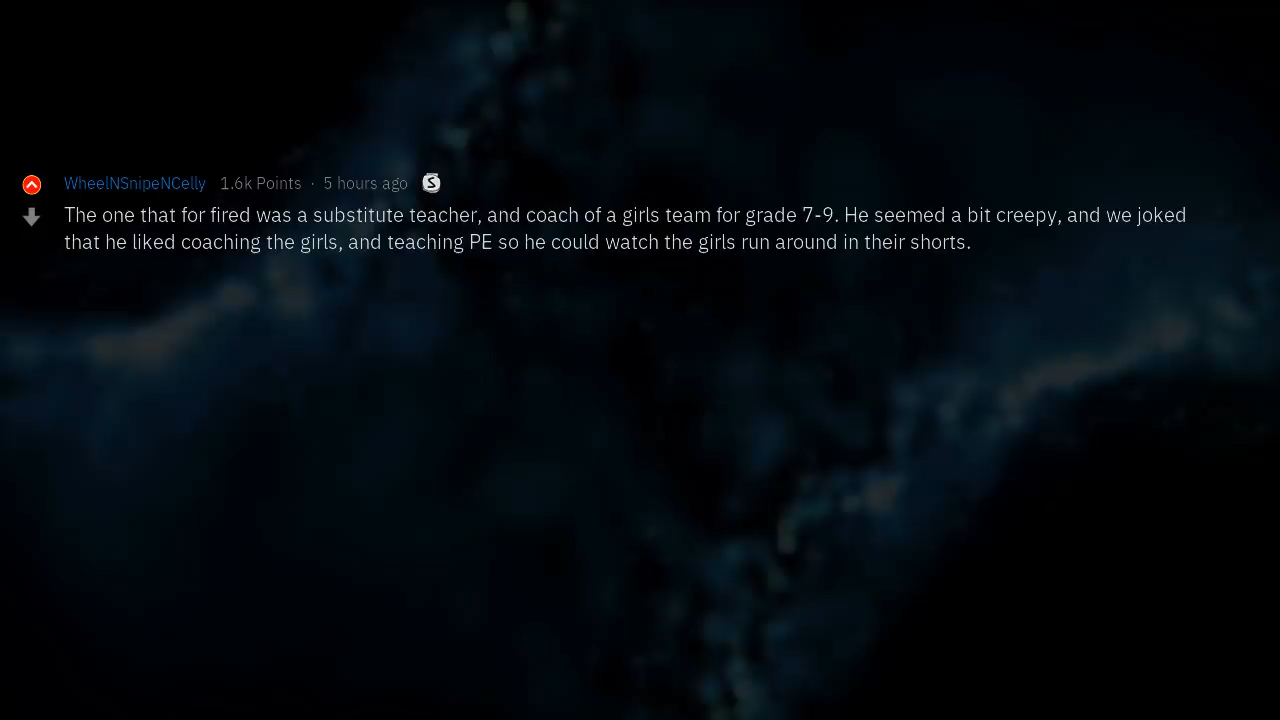 WheelNSnipeNCelly 1.6k Points · 5 hours ago S
The one that for fired was a substitute teacher, and coach of a girls team for grade 7-9. He seemed a bit creepy, and we joked
that he liked coaching the girls, and teaching PE so he could watch the girls run around in their shorts.